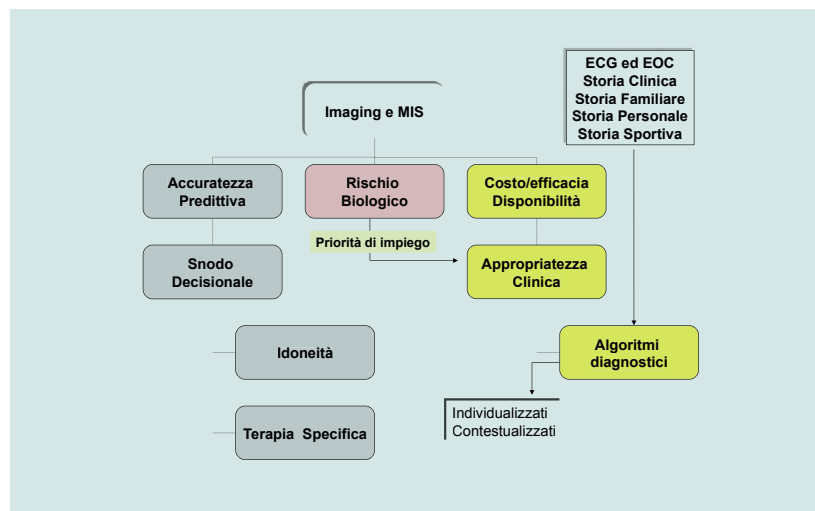 ECG ed EOC
Storia Clinica
Storia Familiare
Storia Personale
Storia Sportiva
Imaging e MIS
Accuratezza
Predittiva
Rischio
Biologico
Costo/efficacia
Disponibilità
Priorità di impiego
Snodo
Decisionale
Appropriatezza
Clinica
Idoneità
Algoritmi
diagnostici
Individualizzati
Contestualizzati
Terapia Specifica